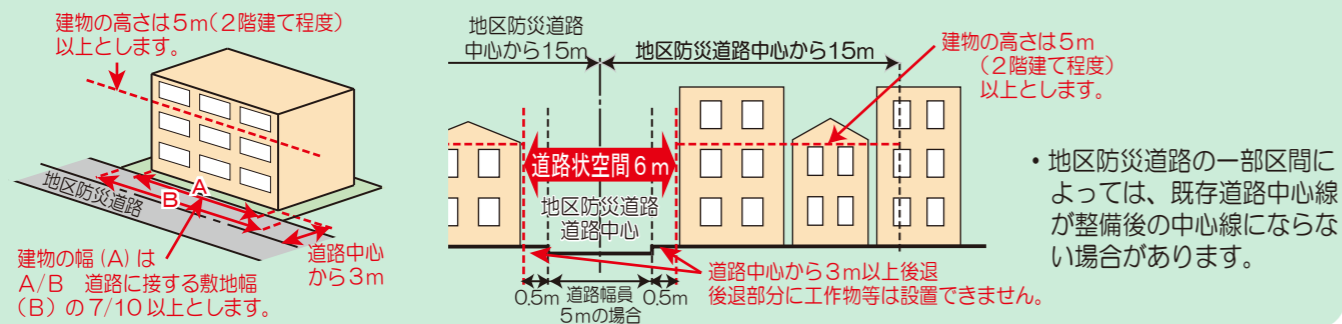 建物の高さは5m(2階建て程度)
以上とします。
地区防災道路
A
B
建物の幅(A)は
A/B 道路に接する敷地幅
(B)の7/10以上とします。
道路中心
から3m
地区防災道路
中心から15m
地区防災道路中心から15m
建物の高さは5m
(2階建て程度)
以上とします。
道路状空間6m
地区防災道路
道路中心
道路中心から3m以上後退
後退部分に工作物等は設置できません。
0.5m
道路幅員
5mの場合
0.5m
・地区防災道路の一部区間に
よっては、既存道路中心線
が整備後の中心線にならな
い場合があります。